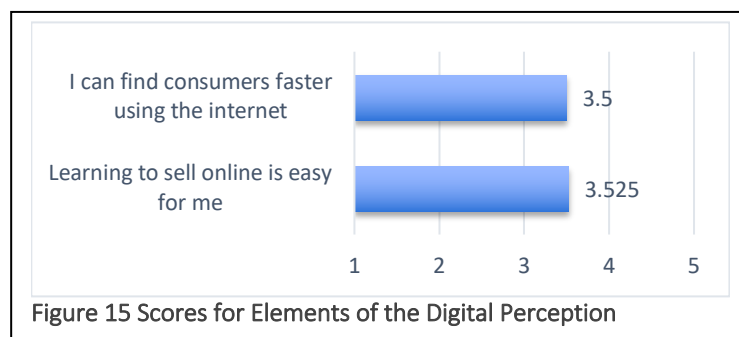 I can find consumers faster
using the internet
3.5
Learning to sell online is easy
for me
3.525
1 2 3 4 5
Figure 15 Scores for Elements of the Digital Perception